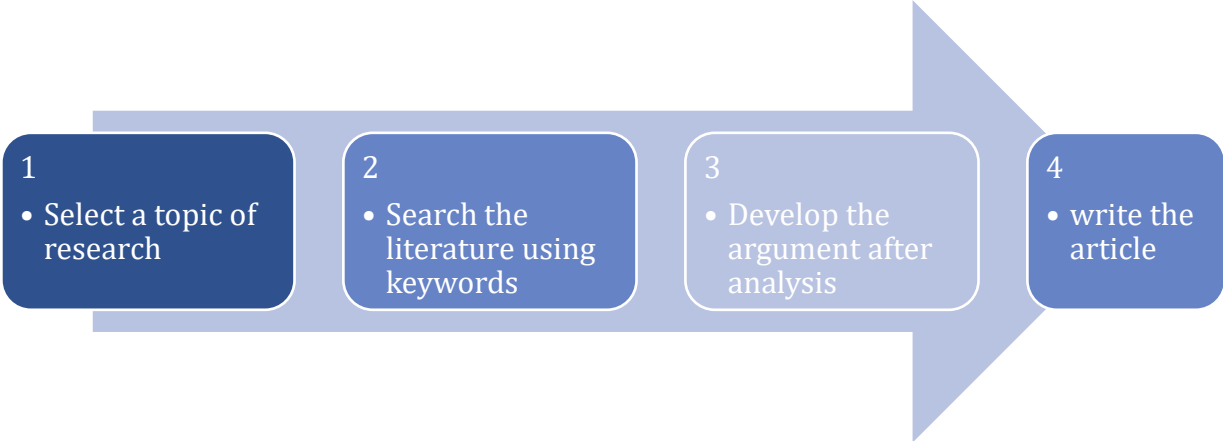 1
• Select a topic of
research
2
• Search the
literature using
keywords
3
• Develop the
argument after
analysis
4
• write the
article